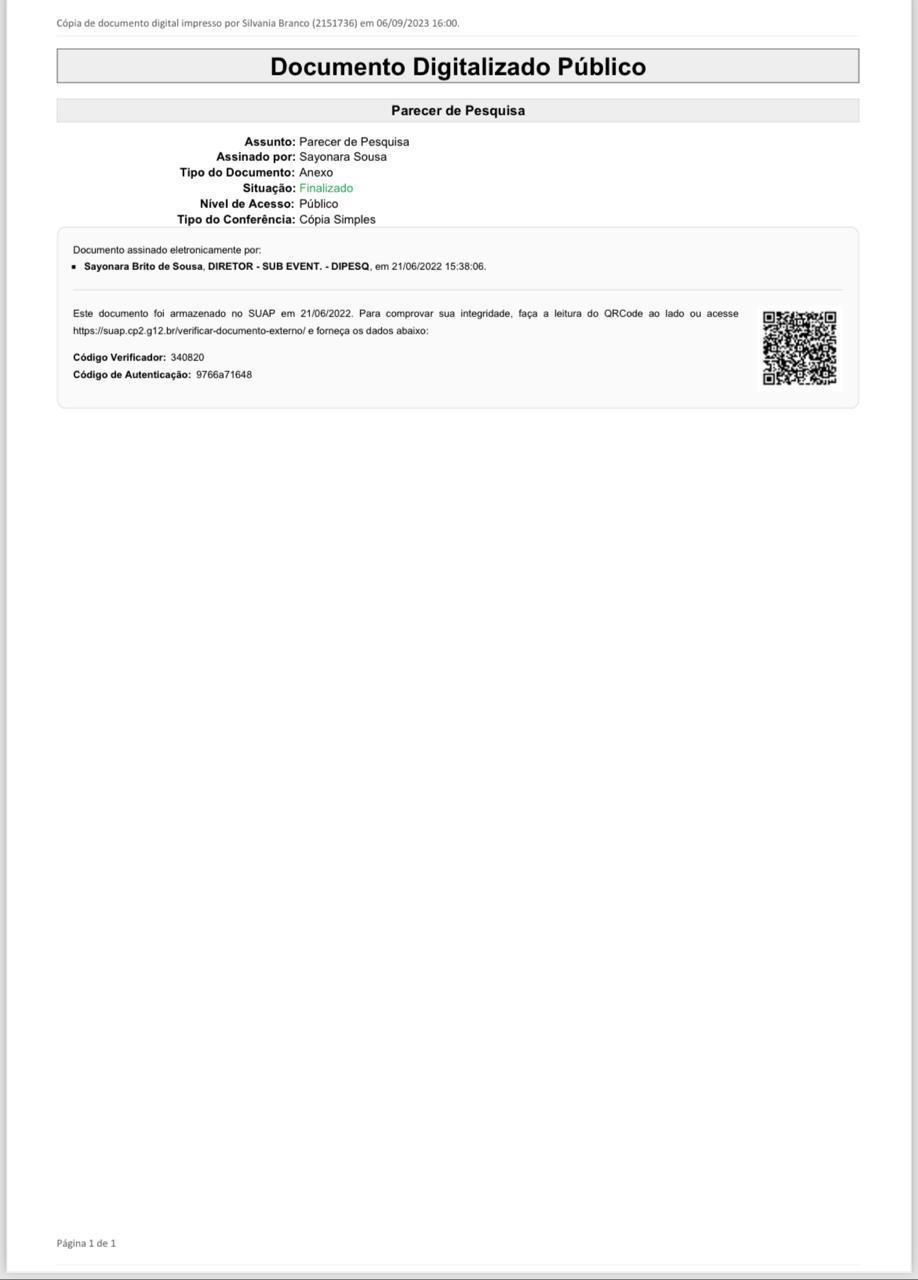 Cópia de documento digital impresso por Silvania Branco (2151736) em 06/09/2023 16:00.
Documento Digitalizado Público
Parecer de Pesquisa
Assunto: Parecer de Pesquisa
Assinado por: Sayonara Sousa
Tipo do Documento: Anexo
Situação: Finalizado
Nível de Acesso: Público
Tipo do Conferência: Cópia Simples
Documento assinado eletronicamente por:
■ Sayonara Brito de Sousa, DIRETOR - SUB EVENT. - DIPESQ, em 21/06/2022 15:38:06.
Este documento foi armazenado no SUAP em 21/06/2022. Para comprovar sua integridade, faça a leitura do QRCode ao lado ou acesse
https://suap.cp2.g12.br/verificar-documento-externo/ e forneça os dados abaixo:
Código Verificador: 340820
Código de Autenticação: 9766a71648
Página 1 de 1